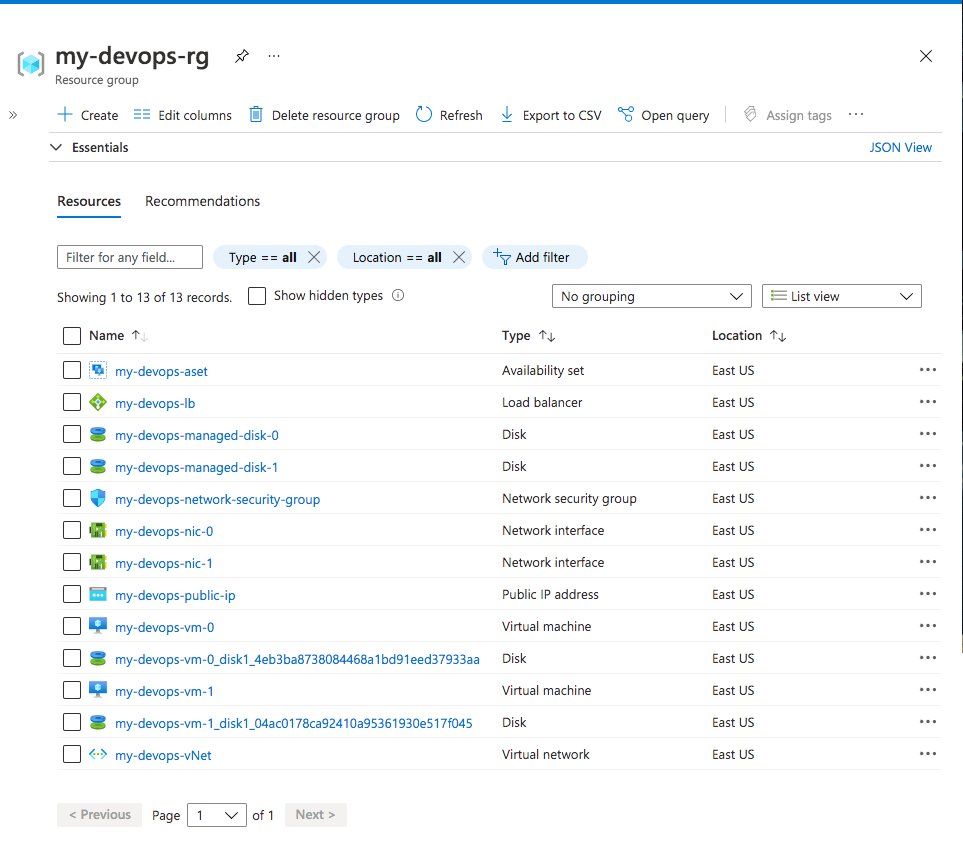 my-devops-rg
Resource group
Create Edit columns Delete resource group Refresh Export to CSV Open query Assign tags
Essentials JSON View
Resources Recommendations
Filter for any field... Type == all Location == all Add filter
Showing 1 to 13 of 13 records. Show hidden types No grouping List view
Name Type Location
my-devops-aset Availability set East US
my-devops-lb Load balancer East US
my-devops-managed-disk-0 Disk East US
my-devops-managed-disk-1 Disk East US
my-devops-network-security-group Network security group East US
my-devops-nic-0 Network interface East US
my-devops-nic-1 Network interface East US
my-devops-public-ip Public IP address East US
my-devops-vm-0 Virtual machine East US
my-devops-vm-0_disk1_4eb3ba8738084468a1bd91eed37933aa Disk East US
my-devops-vm-1 Virtual machine East US
my-devops-vm-1_disk1_04ac0178ca92410a95361930e517f045 Disk East US
my-devops-vNet Virtual network East US
< Previous Page 1 of 1 Next >